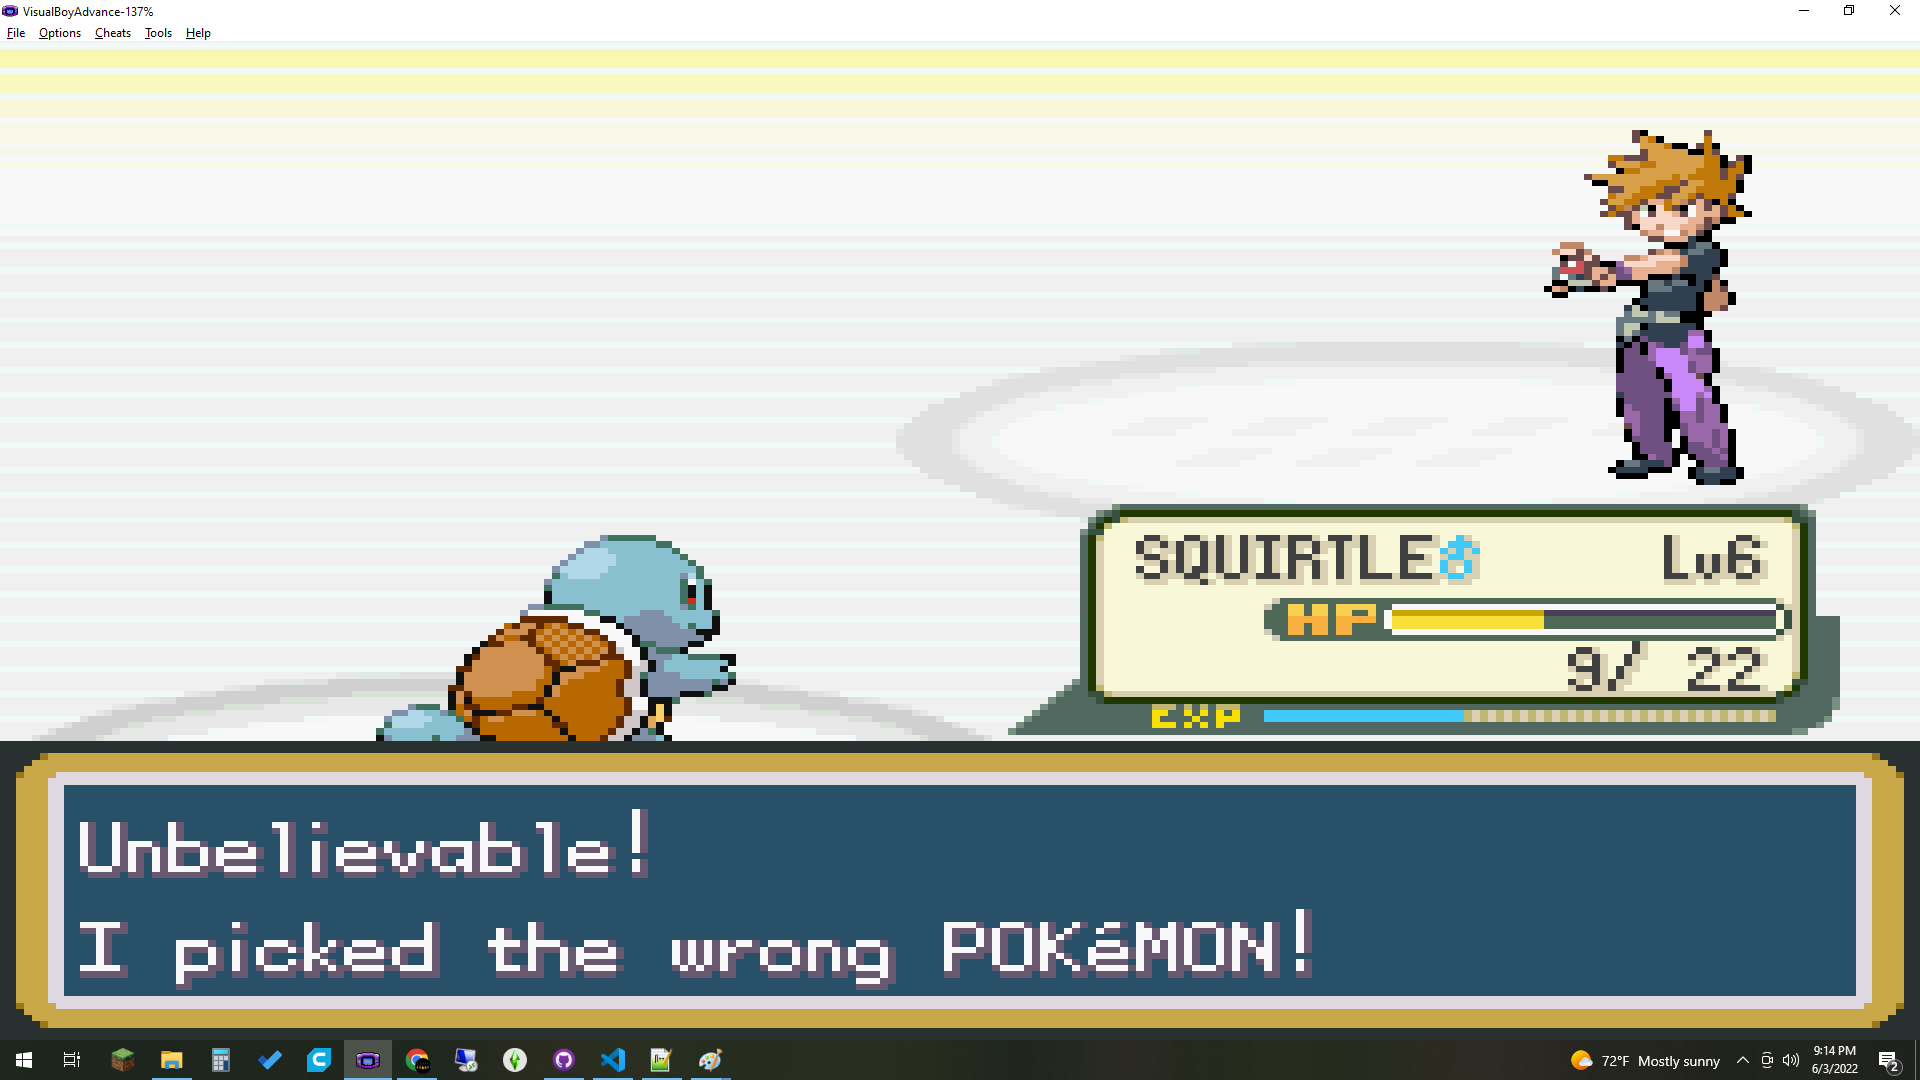 VisualBoyAdvance-137%
File Options Cheats Tools Help
SQUIRTLE♂ Lv6
HP
9/ 22
EXP
Unbelievable!
I picked the wrong POKéMON!
72°F Mostly sunny
9:14 PM
6/3/2022
2